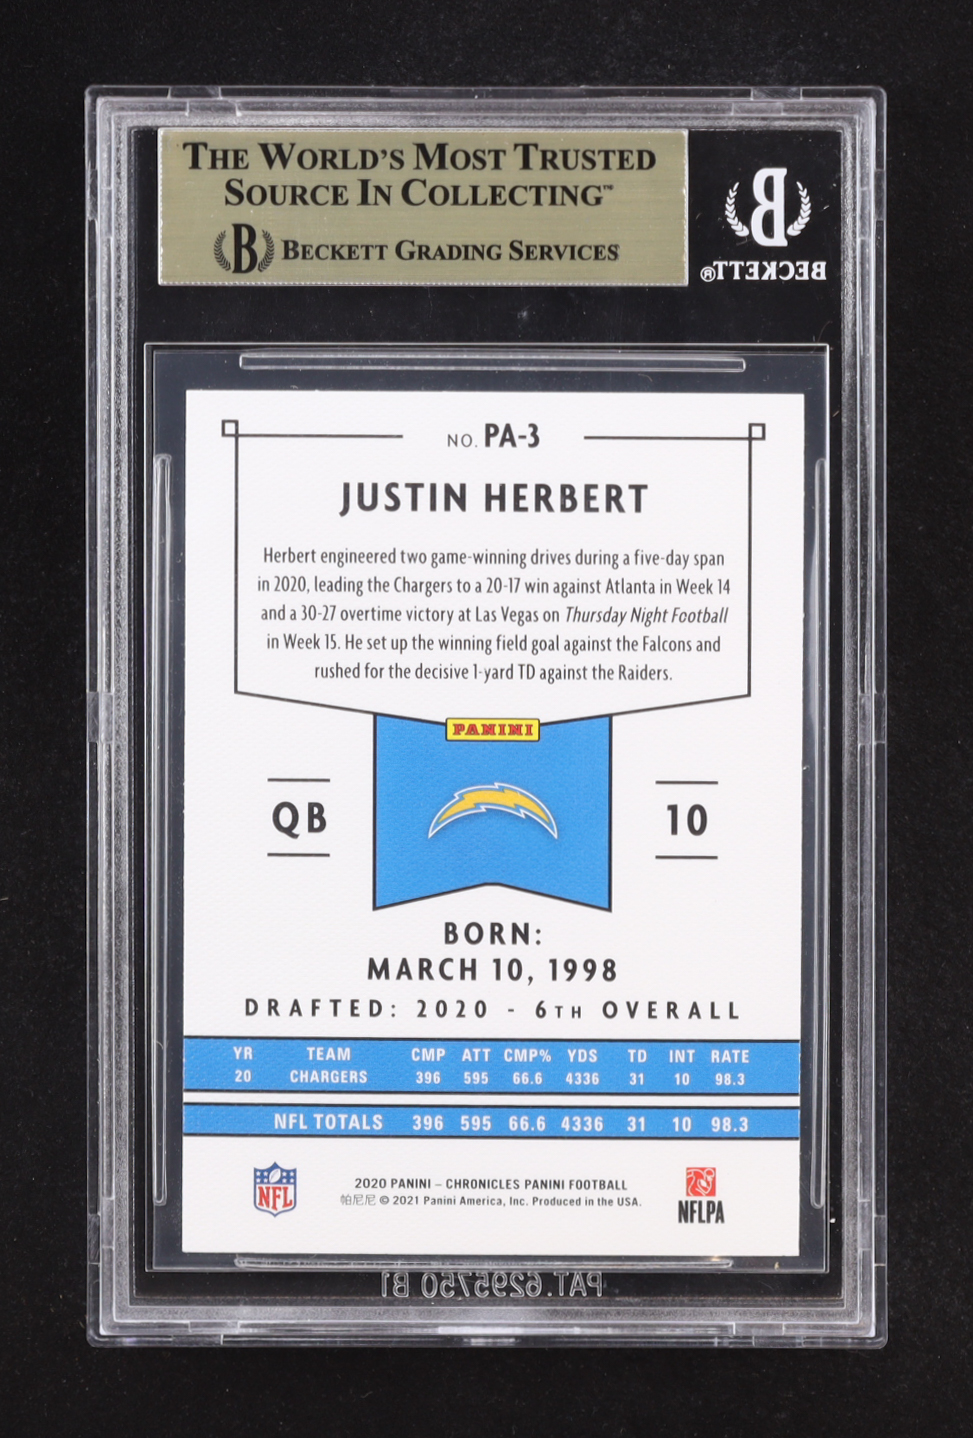 THE WORLD'S MOST TRUSTED
SOURCE IN COLLECTING™
B BECKETT GRADING SERVICES
B
BECKETT®
NO. PA-3
JUSTIN HERBERT
Herbert engineered two game-winning drives during a five-day span
in 2020, leading the Chargers to a 20-17 win against Atlanta in Week 14
and a 30-27 overtime victory at Las Vegas on Thursday Night Football
in Week 15. He set up the winning field goal against the Falcons and
rushed for the decisive 1-yard TD against the Raiders.
PANINI
QB
10
BORN:
MARCH 10, 1998
DRAFTED: 2020 - 6TH OVERALL
YR TEAM CMP ATT CMP% YDS TD INT RATE
20 CHARGERS 396 595 66.6 4336 31 10 98.3
NFL TOTALS 396 595 66.6 4336 31 10 98.3
NFL
2020 PANINI – CHRONICLES PANINI FOOTBALL
帕尼尼 © 2021 Panini America, Inc. Produced in the USA.
NFLPA
PAT.6295750 B1